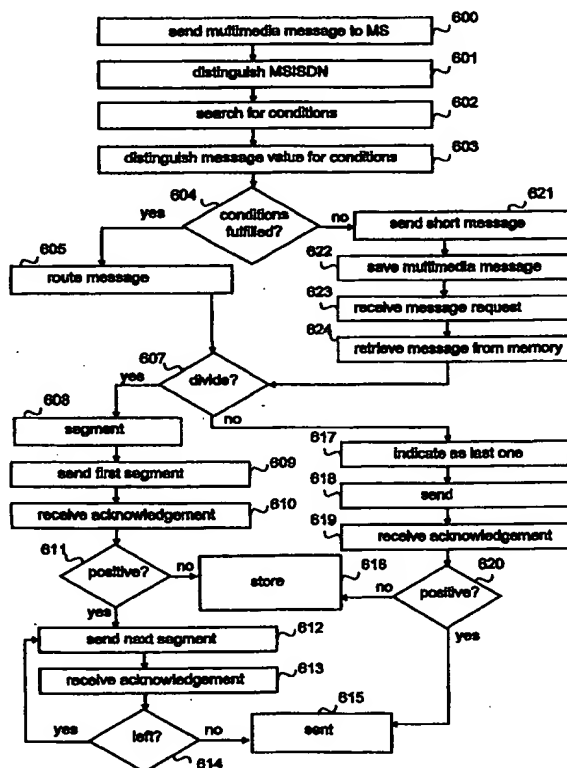 send multimedia message to MS 600
distinguish MSISDN 601
search for conditions 602
distinguish message value for conditions 603
604 conditions fulfilled?
yes
no
605 route message
621 send short message
622 save multimedia message
623 receive message request
624 retrieve message from memory
607 divide?
yes
no
608 segment
609 send first segment
610 receive acknowledgement
611 positive?
no
yes
617 indicate as last one
618 send
619 receive acknowledgement
620 positive?
no
yes
616 store
612 send next segment
613 receive acknowledgement
614 left?
yes
no
615 sent